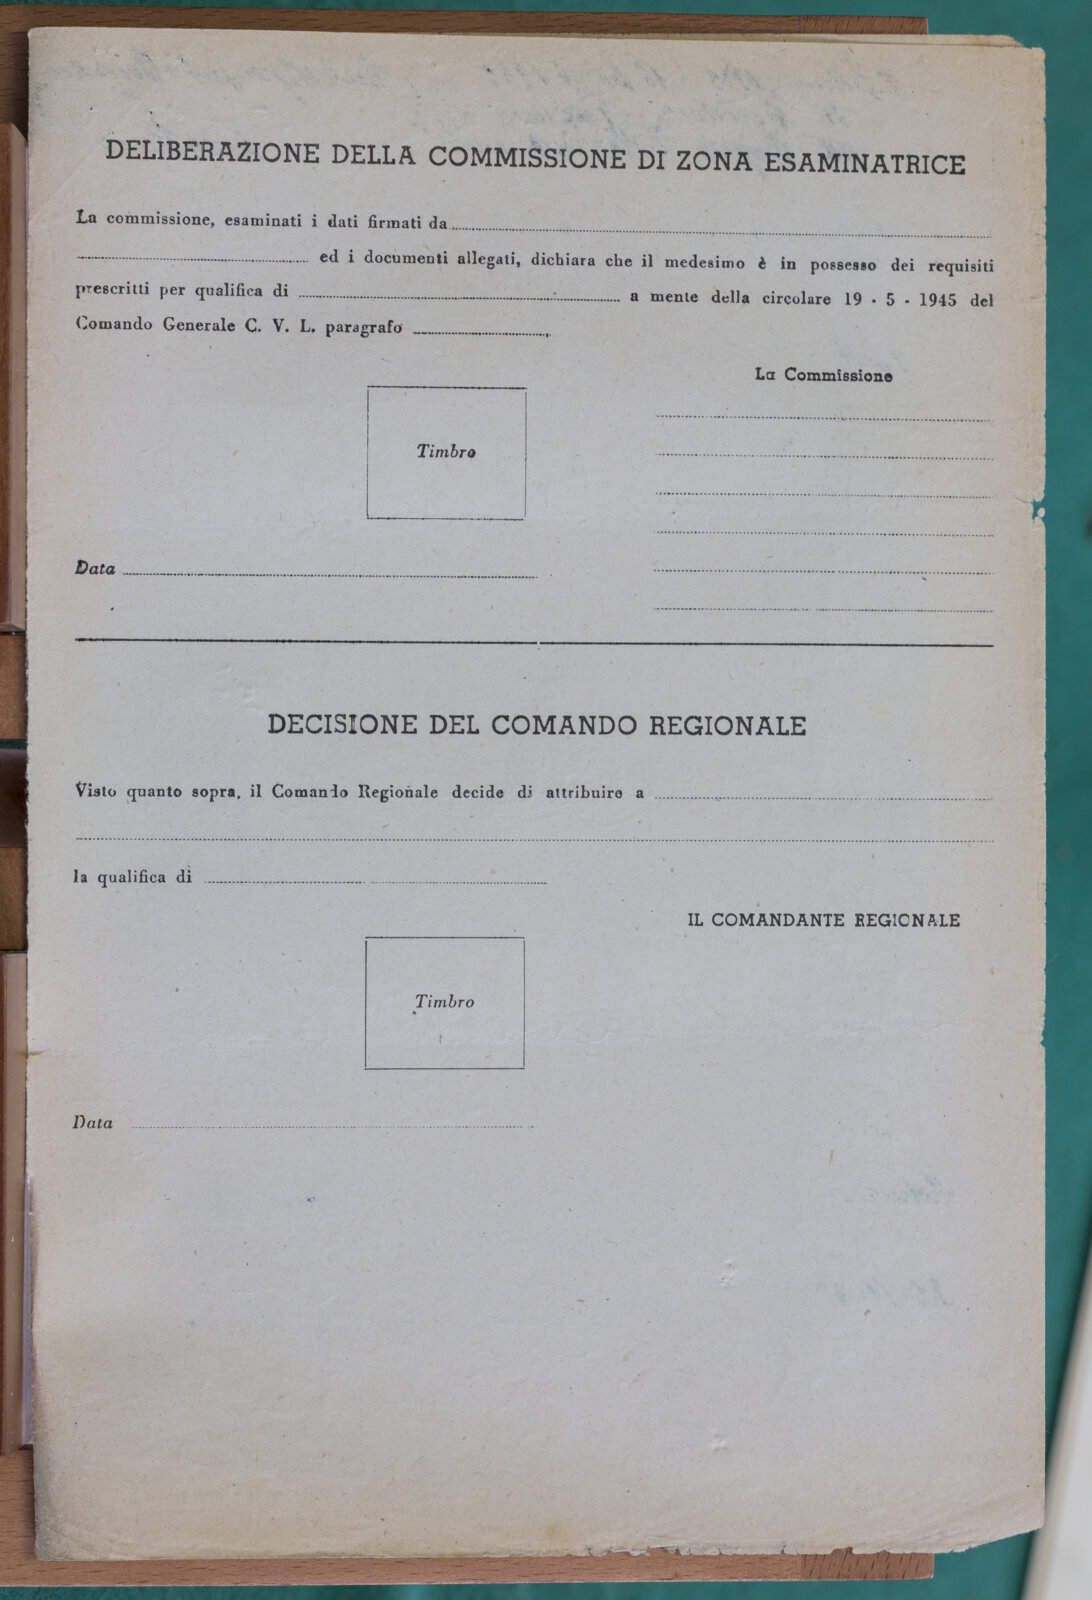 DELIBERAZIONE DELLA COMMISSIONE DI ZONA ESAMINATRICE
La commissione, esaminati i dati firmati da
ed i documenti allegati, dichiara che il medesimo è in possesso dei requisiti
prescritti per qualifica di a mente della circolare 19 - 5 - 1945 del
Comando Generale C. V. L. paragrafo
La Commissione
Timbro
Data
DECISIONE DEL COMANDO REGIONALE
Visto quanto sopra, il Comando Regionale decide di attribuire a
la qualifica di
IL COMANDANTE REGIONALE
Timbro
Data